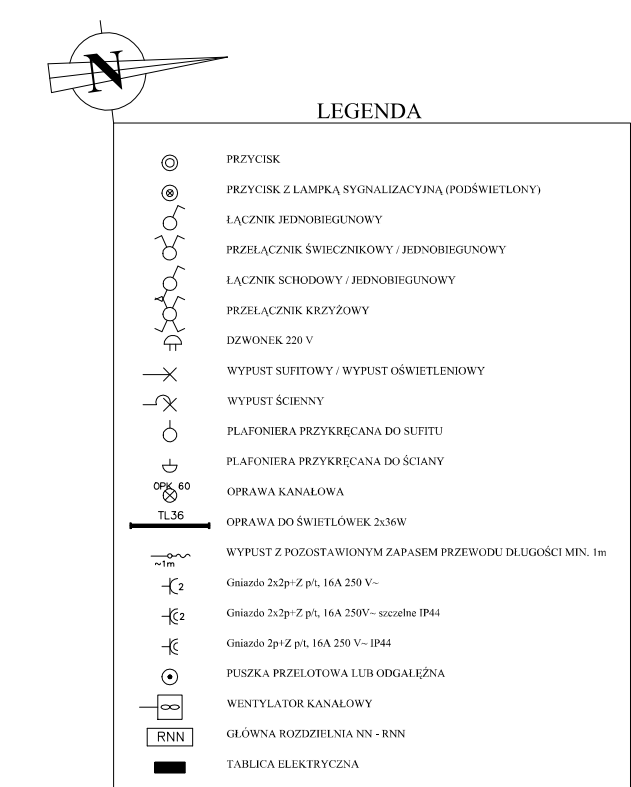 N
LEGENDA
PRZYCISK
PRZYCISK Z LAMPKĄ SYGNALIZACYJNĄ (PODŚWIETLONY)
ŁĄCZNIK JEDNOBIEGUNOWY
PRZEŁĄCZNIK ŚWIECZNIKOWY / JEDNOBIEGUNOWY
ŁĄCZNIK SCHODOWY / JEDNOBIEGUNOWY
PRZEŁĄCZNIK KRZYŻOWY
DZWONEK 220 V
WYPUST SUFITOWY / WYPUST OŚWIETLENIOWY
WYPUST ŚCIENNY
PLAFONIERA PRZYKRĘCANA DO SUFITU
PLAFONIERA PRZYKRĘCANA DO ŚCIANY
OPK 60 OPRAWA KANAŁOWA
TL36 OPRAWA DO ŚWIETLÓWEK 2x36W
~1m WYPUST Z POZOSTAWIONYM ZAPASEM PRZEWODU DŁUGOŚCI MIN. 1m
2 Gniazdo 2x2p+Z p/t, 16A 250 V~
2 Gniazdo 2x2p+Z p/t, 16A 250V~ szczelne IP44
Gniazdo 2p+Z p/t, 16A 250 V~ IP44
PUSZKA PRZELOTOWA LUB ODGAŁĘŹNA
WENTYLATOR KANAŁOWY
RNN GŁÓWNA ROZDZIELNIA NN - RNN
TABLICA ELEKTRYCZNA